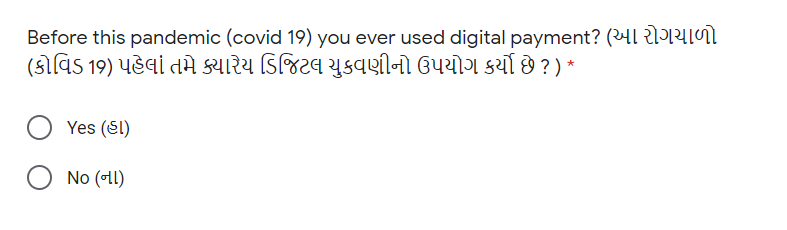 Before this pandemic (covid 19) you ever used digital payment? (આ રોગચાળો
(કોવિડ 19) પહેલાં તમે ક્યારેય ડિજિટલ ચુકવણીનો ઉપયોગ કર્યો છે ? ) *
Yes (હા)
No (ના)